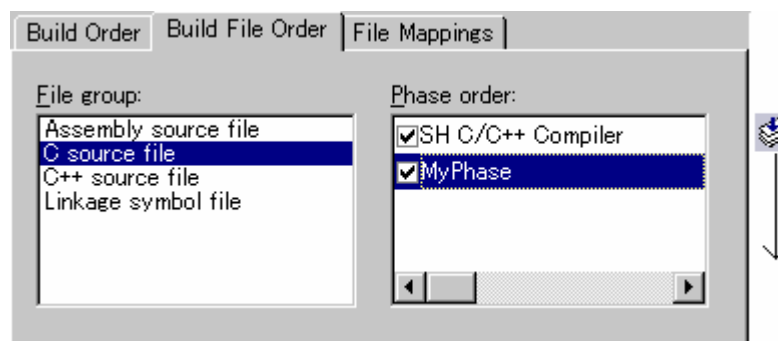 Build Order
Build File Order
File Mappings
File group:
Assembly source file
C source file
C++ source file
Linkage symbol file
Phase order:
SH C/C++ Compiler
MyPhase